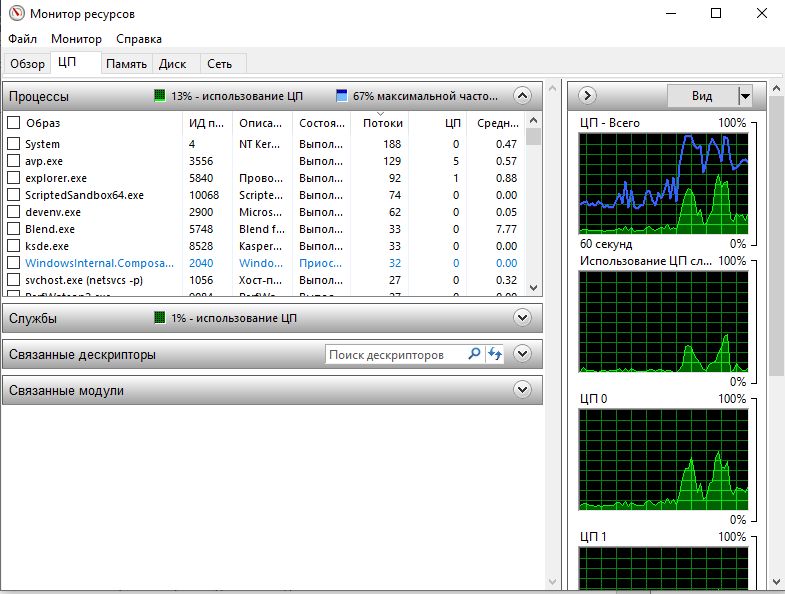 Монитор ресурсов
Файл Монитор Справка
Обзор ЦП Память Диск Сеть
Процессы 13% - использование ЦП 67% максимальной часто...
Образ ИД п... Описа... Состоя... Потоки ЦП Средн...
System 4 NT Ker... Выпол... 188 0 0.47
avp.exe 3556 Выпол... 129 5 0.57
explorer.exe 5840 Прово... Выпол... 92 1 0.88
ScriptedSandbox64.exe 10068 Scripte... Выпол... 74 0 0.00
devenv.exe 2900 Micros... Выпол... 62 0 0.05
Blend.exe 5748 Blend f... Выпол... 33 0 7.77
ksde.exe 8528 Kasper... Выпол... 33 0 0.00
WindowsInternal.Composa... 2040 Windo... Приос... 32 0 0.00
svchost.exe (netsvcs -p) 1056 Хост-п... Выпол... 27 0 0.32
Службы 1% - использование ЦП
Связанные дескрипторы Поиск дескрипторов
Связанные модули
Вид
ЦП - Всего 100%
60 секунд 0%
Использование ЦП сл... 100%
0%
ЦП 0 100%
0%
ЦП 1 100%